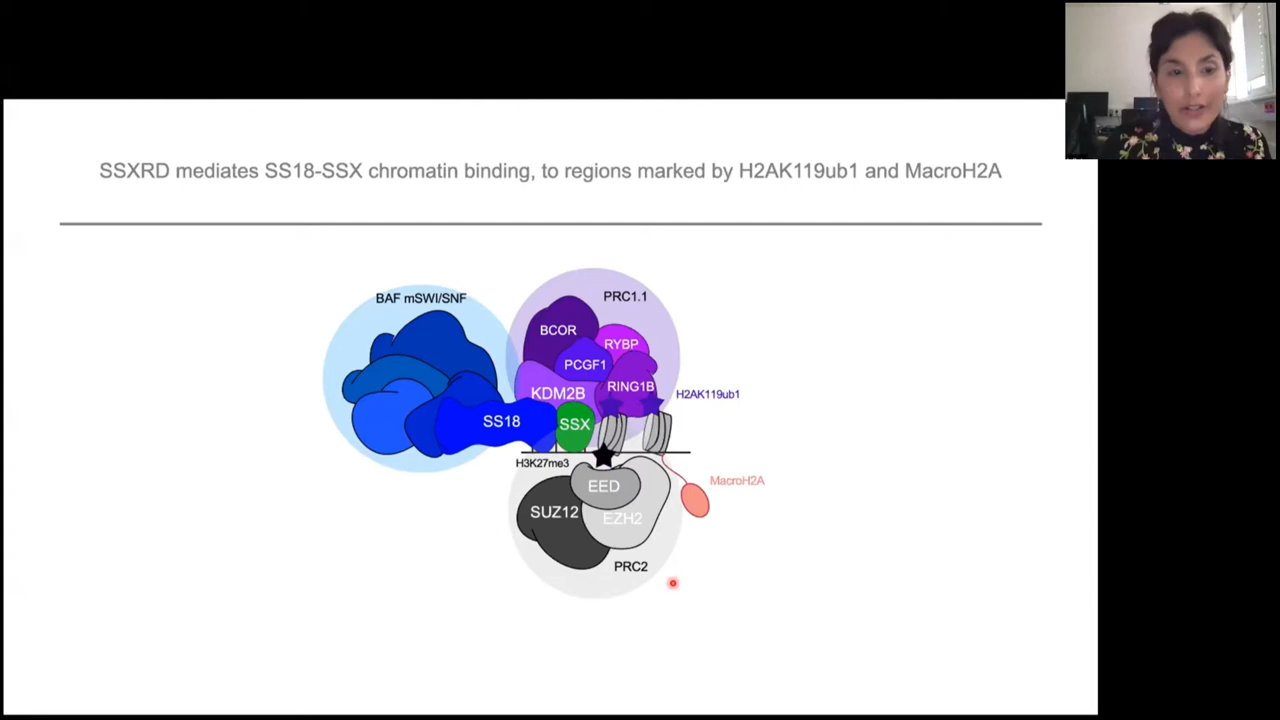 SSXRD mediates SS18-SSX chromatin binding, to regions marked by H2AK119ub1 and MacroH2A
BAF mSWI/SNF
PRC1.1
BCOR
RYBP
PCGF1
RING1B
KDM2B
H2AK119ub1
SS18
SSX
H3K27me3
MacroH2A
EED
SUZ12
EZH2
PRC2